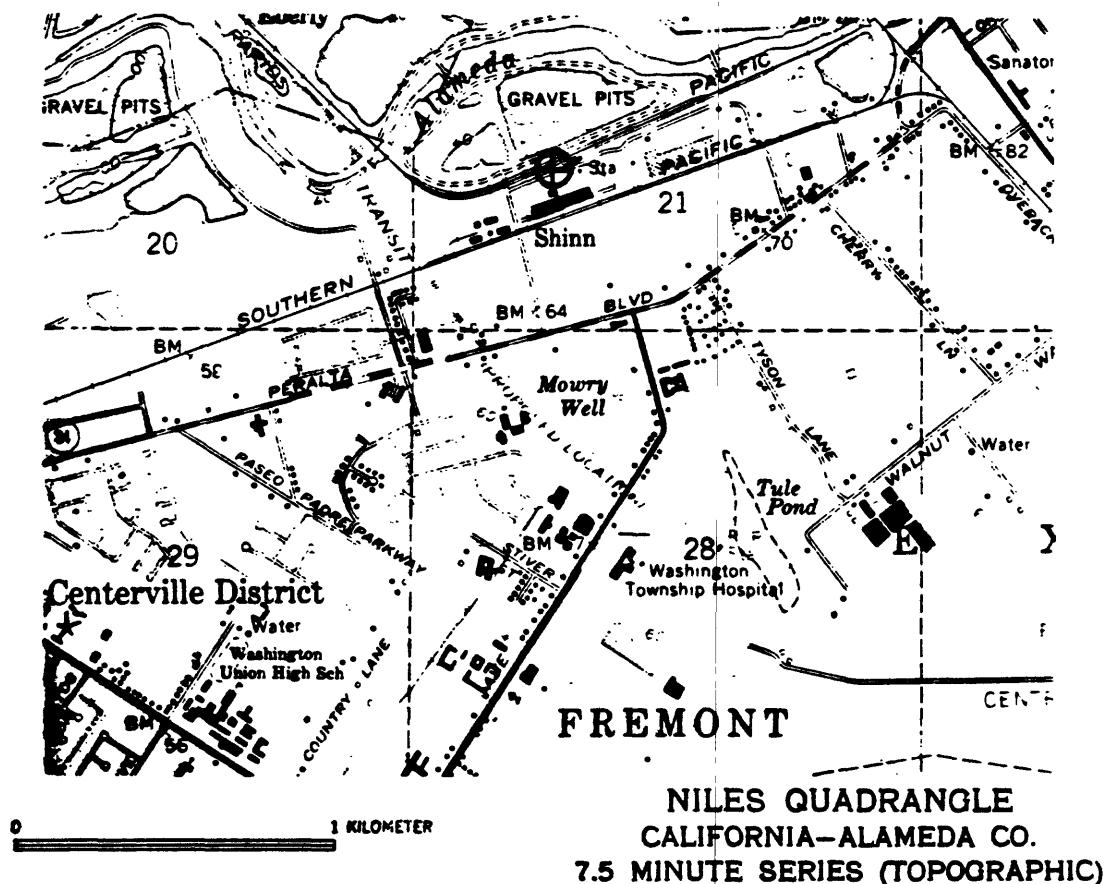 RAPIDS
Alameda
GRAVEL PITS
GRAVEL PITS
PACIFIC
PACIFIC
Sta
BM 82
20
TRANSIT
21
Shinn
BM
70
CHERRY
LN
SOUTHERN
BM 64
BLVD
BM
PERALTA
Mowry
Well
TYSON
LANE
WALNUT
Water
PASEO
PADRE PARKWAY
Tule
Pond
29
BM
28
STIVER
E
Washington
Township Hospital
Centerville District
Water
Washington
Union High Sch
COUNTRY LANE
BM
56
FREMONT
NILES QUADRANGLE
CALIFORNIA-ALAMEDA CO.
7.5 MINUTE SERIES (TOPOGRAPHIC)
0 1 KILOMETER